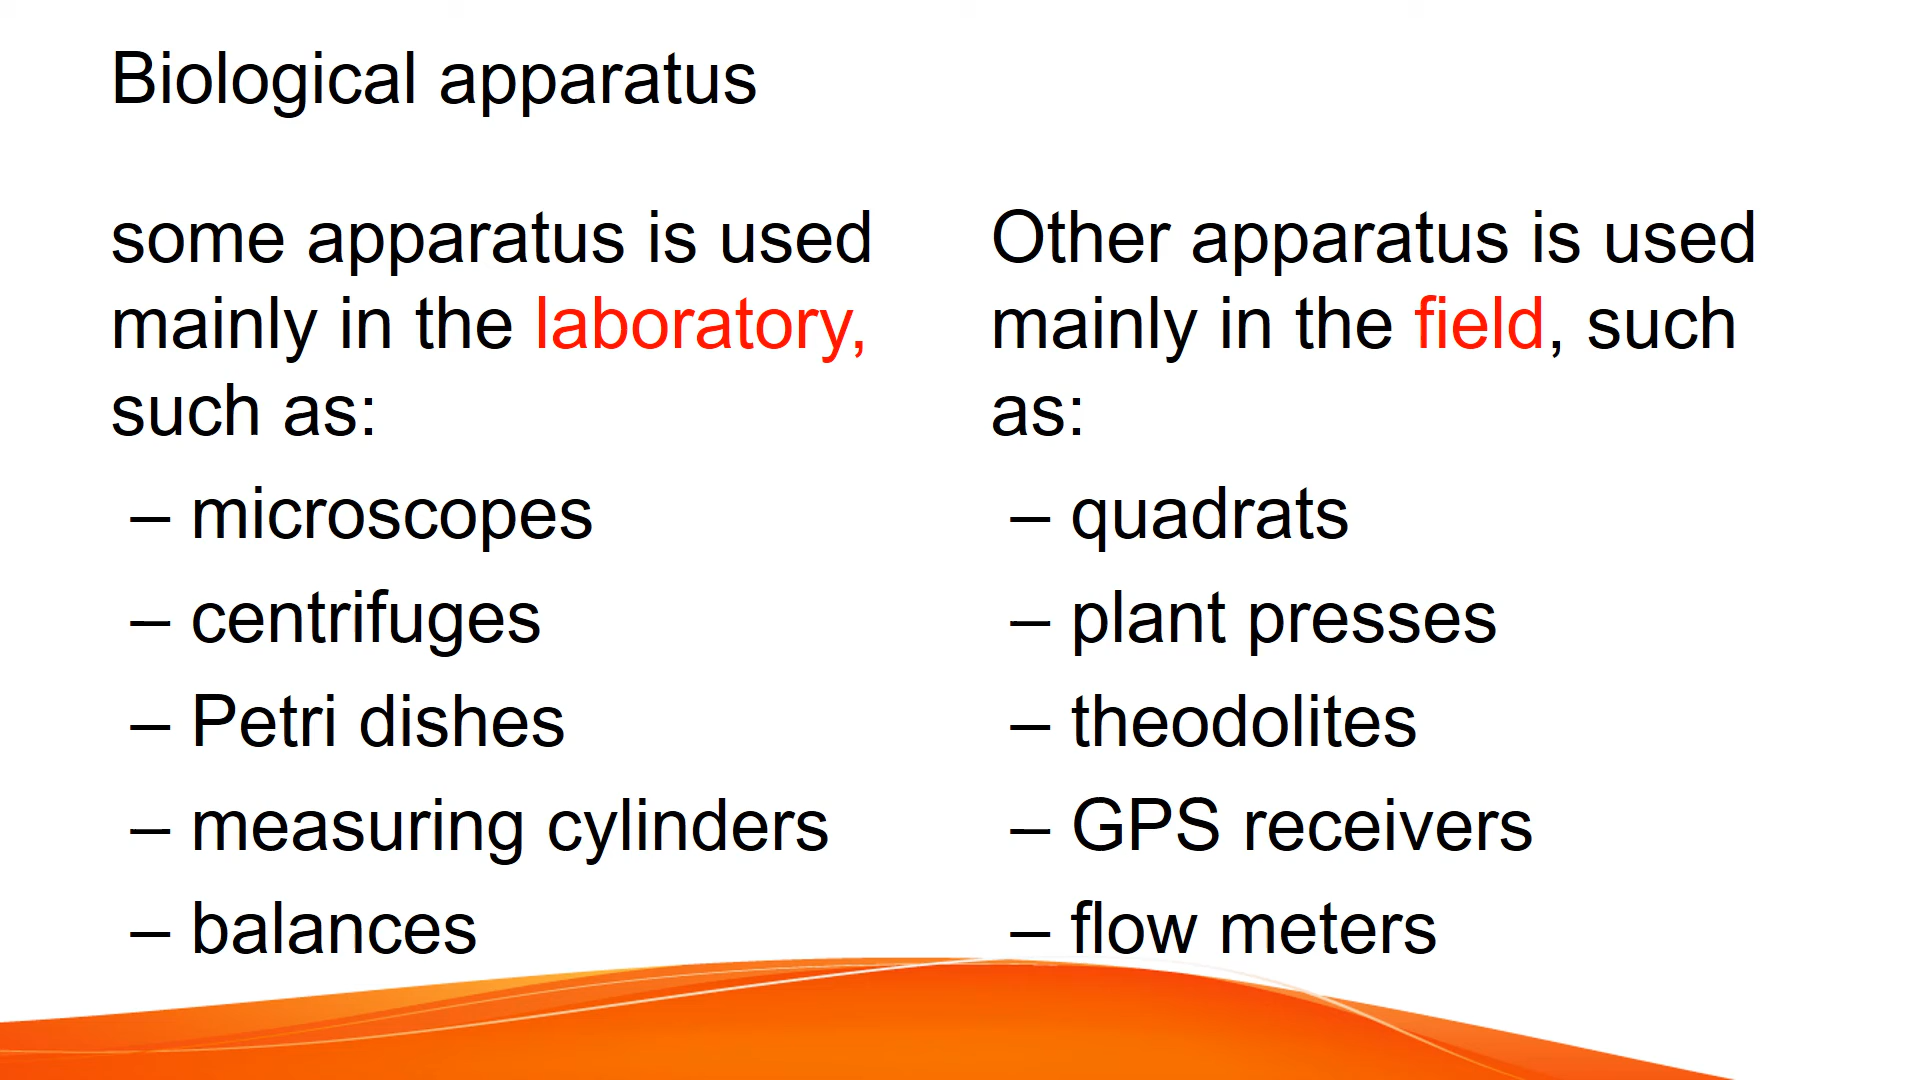 Biological apparatus
some apparatus is used
mainly in the laboratory,
such as:
– microscopes
– centrifuges
– Petri dishes
– measuring cylinders
– balances
Other apparatus is used
mainly in the field, such
as:
– quadrats
– plant presses
– theodolites
– GPS receivers
– flow meters